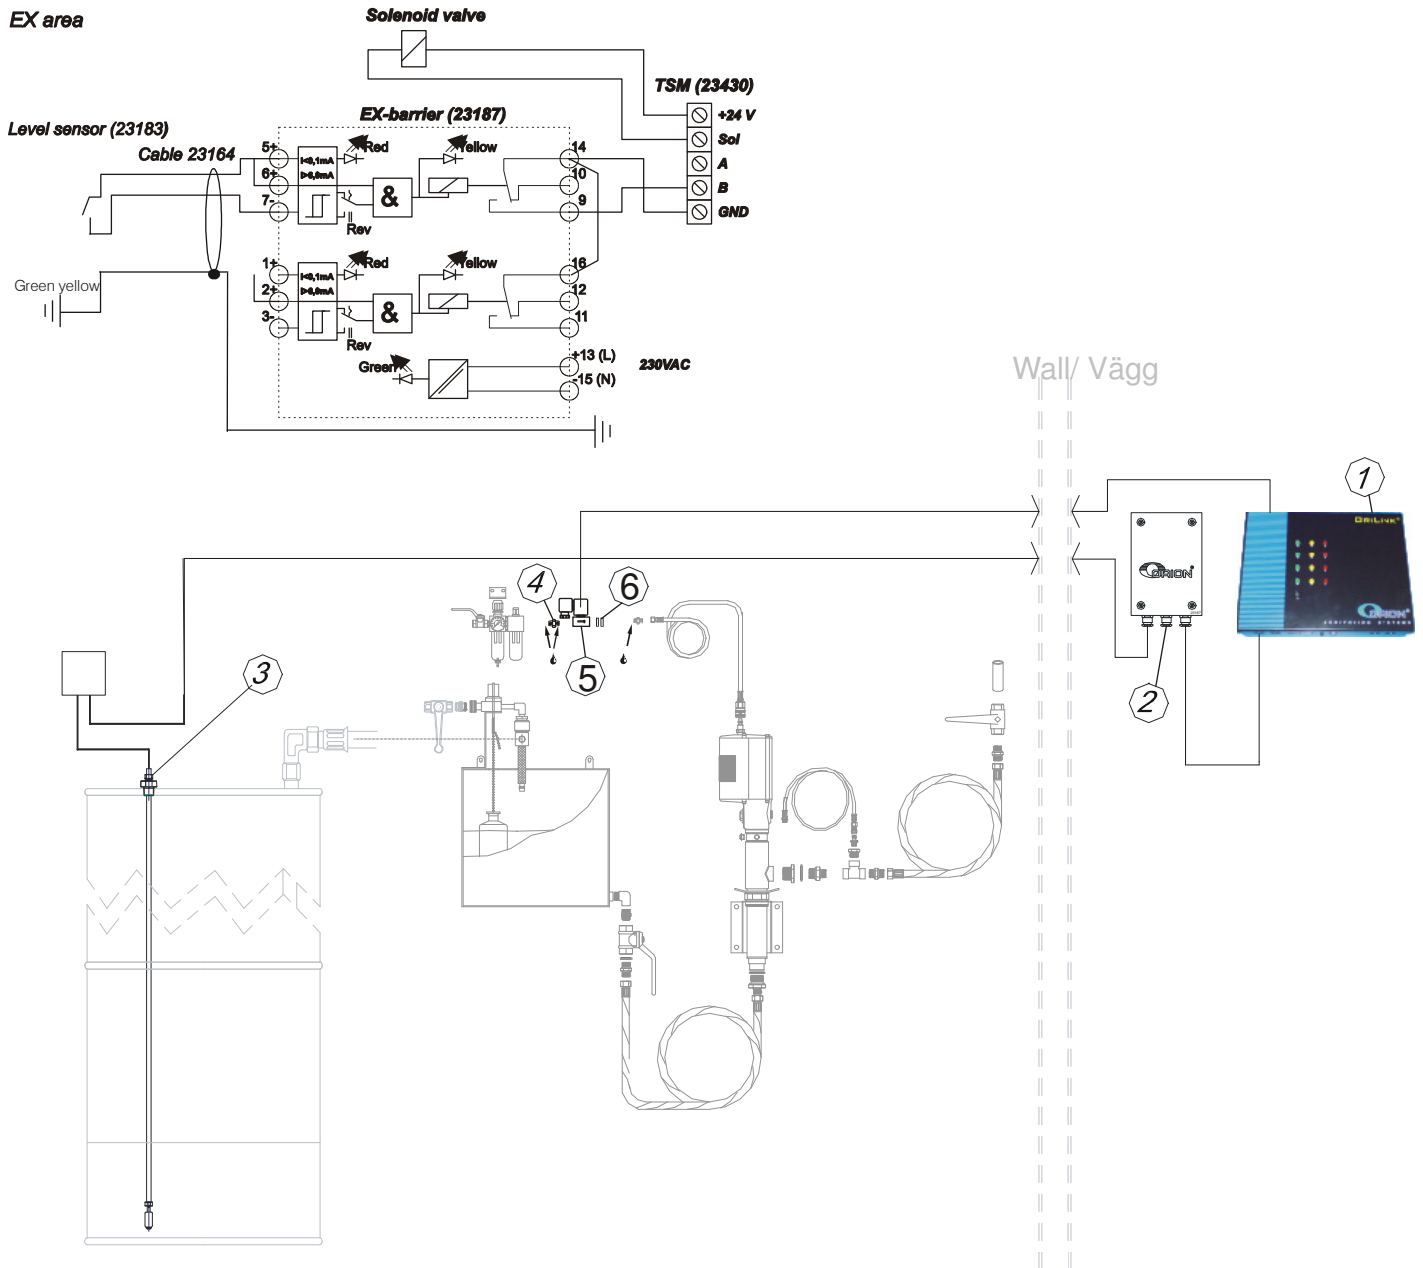 EX area
Solenoid valve
TSM (23430)
+24 V
Sol
A
B
GND
EX-barrier (23187)
Level sensor (23183)
Cable 23164
5+
6+
7-
Red
Yellow
14
10
9
&
Rev
1+
2+
3-
Red
Yellow
16
12
11
&
Rev
Green yellow
Green
+13 (L)
-15 (N)
230VAC
Wall/ Vägg
1
2
3
4
5
6
ORION
OriLink
ORION